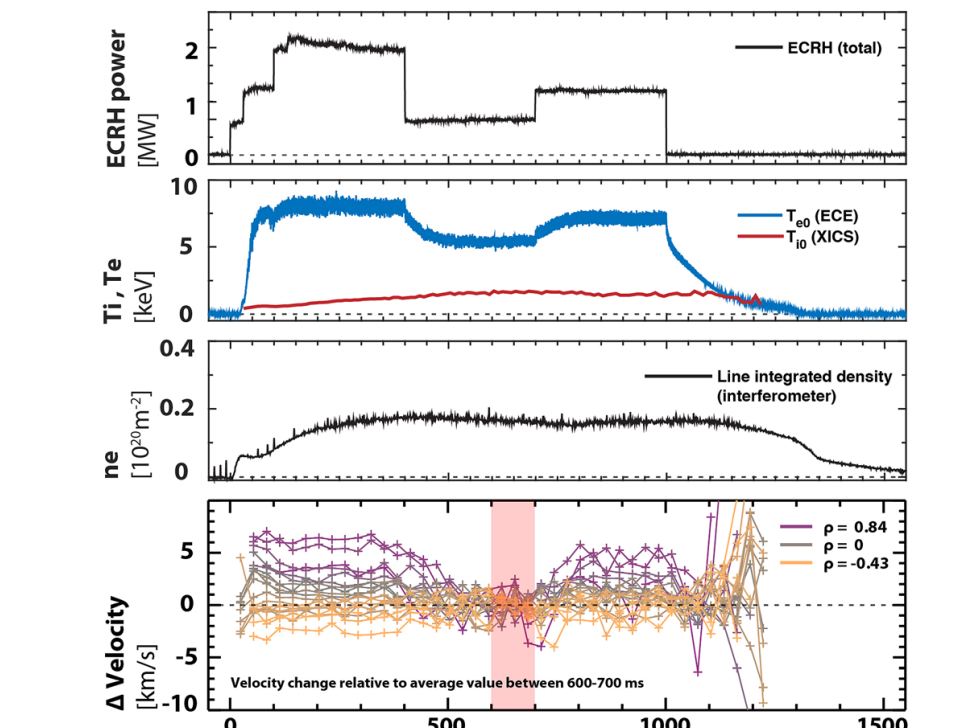 ECRH power
[MW]
2
1
0
ECRH (total)
Ti , Te
[keV]
10
5
0
Te0 (ECE)
Ti0 (XICS)
ne
[10²⁰m⁻²]
0.4
0.2
0
Line integrated density
(interferometer)
Δ Velocity
[km/s]
5
0
-5
-10
ρ = 0.84
ρ = 0
ρ = -0.43
Velocity change relative to average value between 600-700 ms
0 500 1000 1500